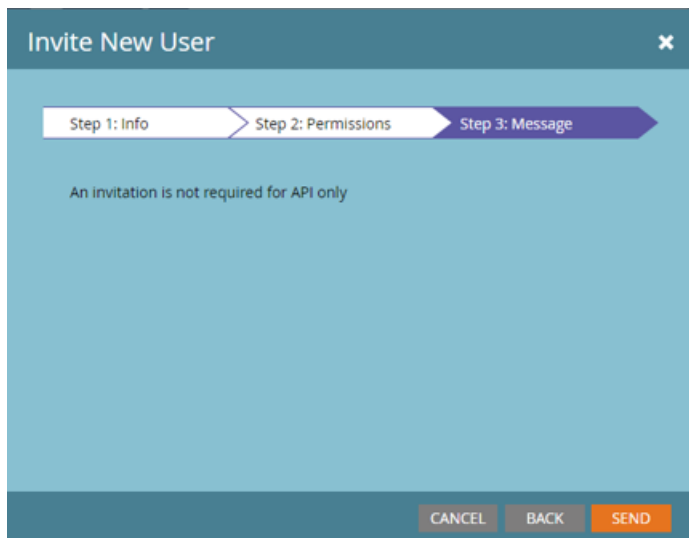 Invite New User
Step 1: Info
Step 2: Permissions
Step 3: Message
An invitation is not required for API only
CANCEL
BACK
SEND